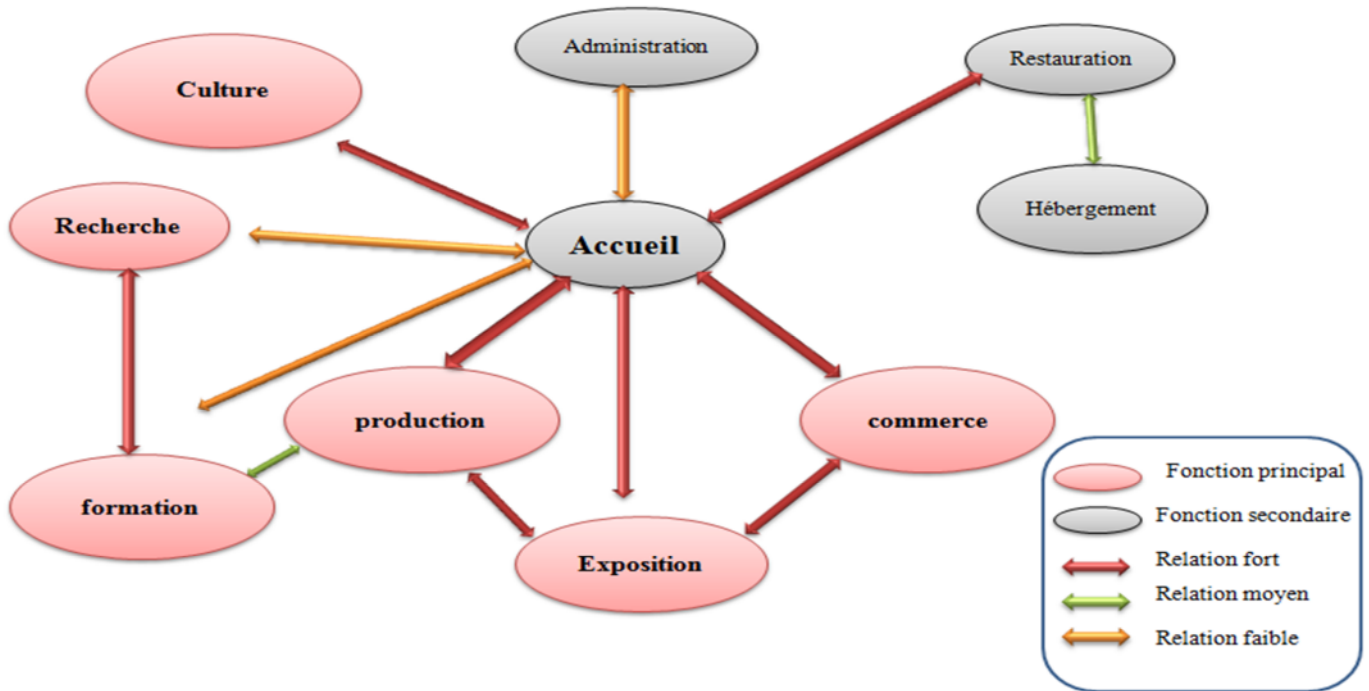 Administration
Restauration
Culture
Hébergement
Recherche
Accueil
production
commerce
formation
Exposition
Fonction principal
Fonction secondaire
Relation fort
Relation moyen
Relation faible